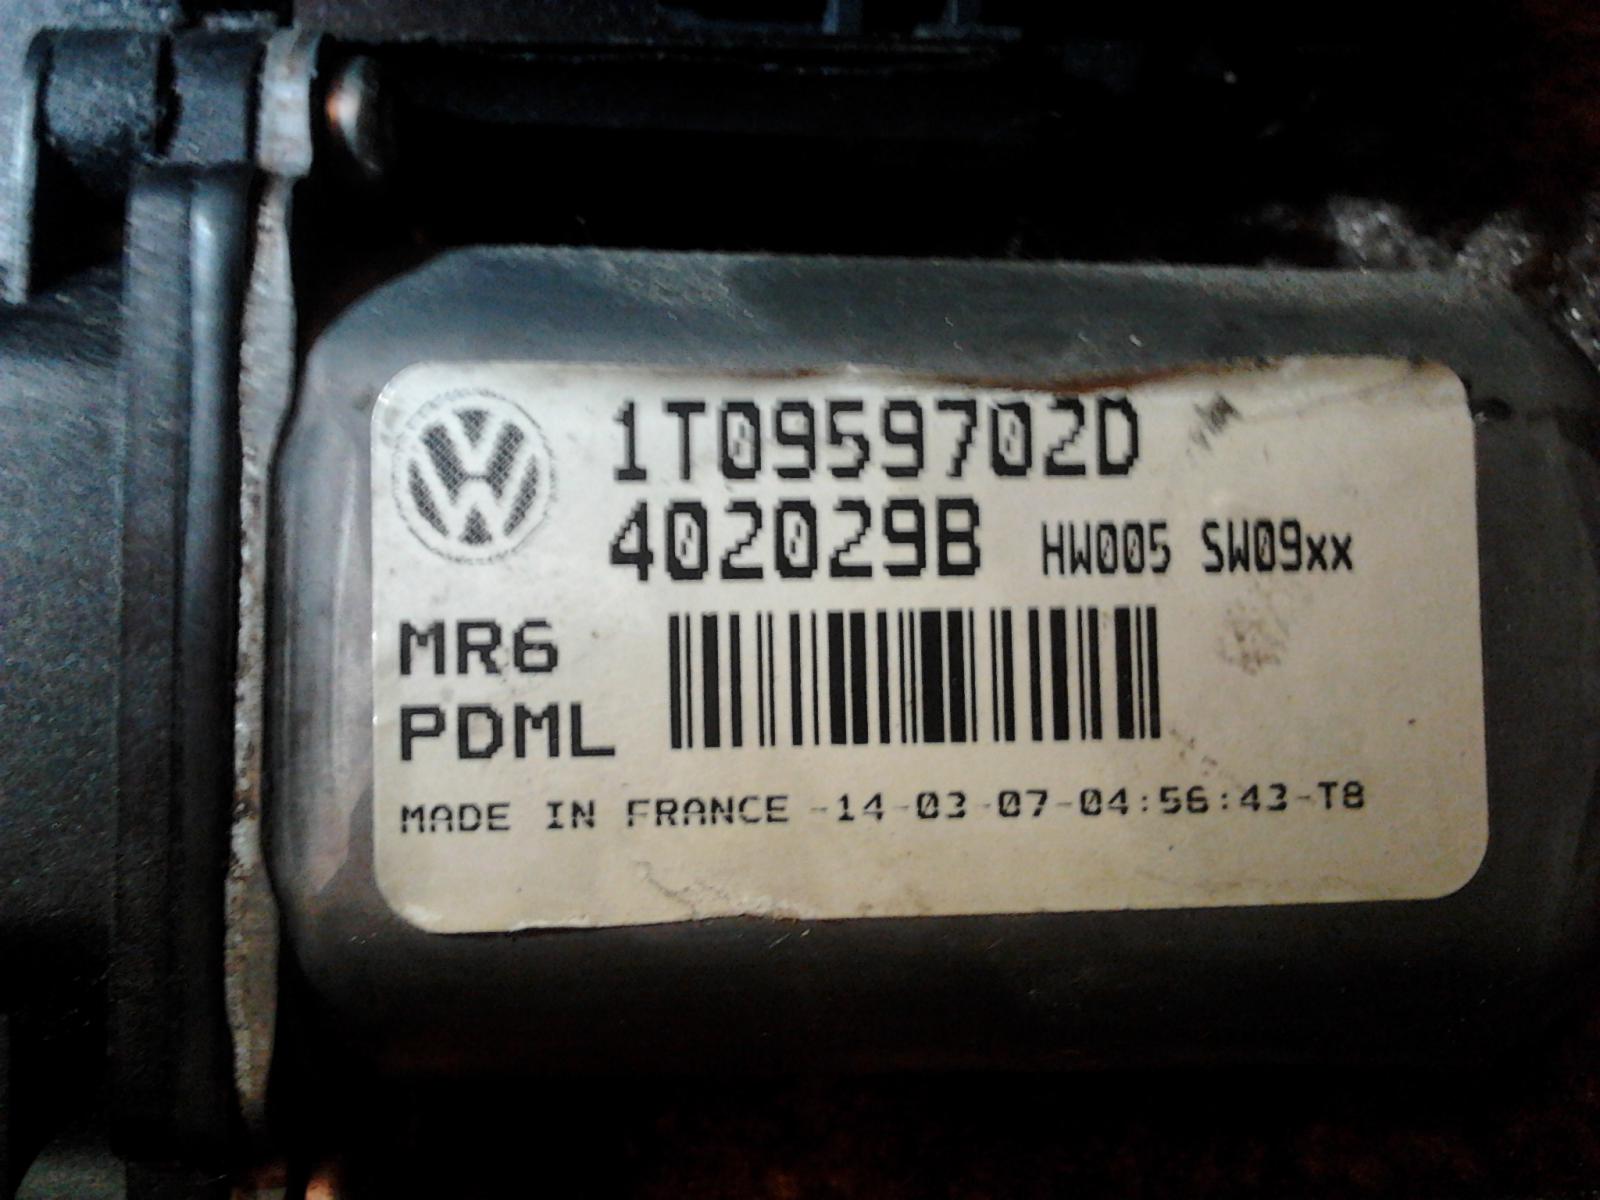 1T0959702D
402029B HW005 SW09xx
MR6
PDML
MADE IN FRANCE -14-03-07-04:56:43-T8